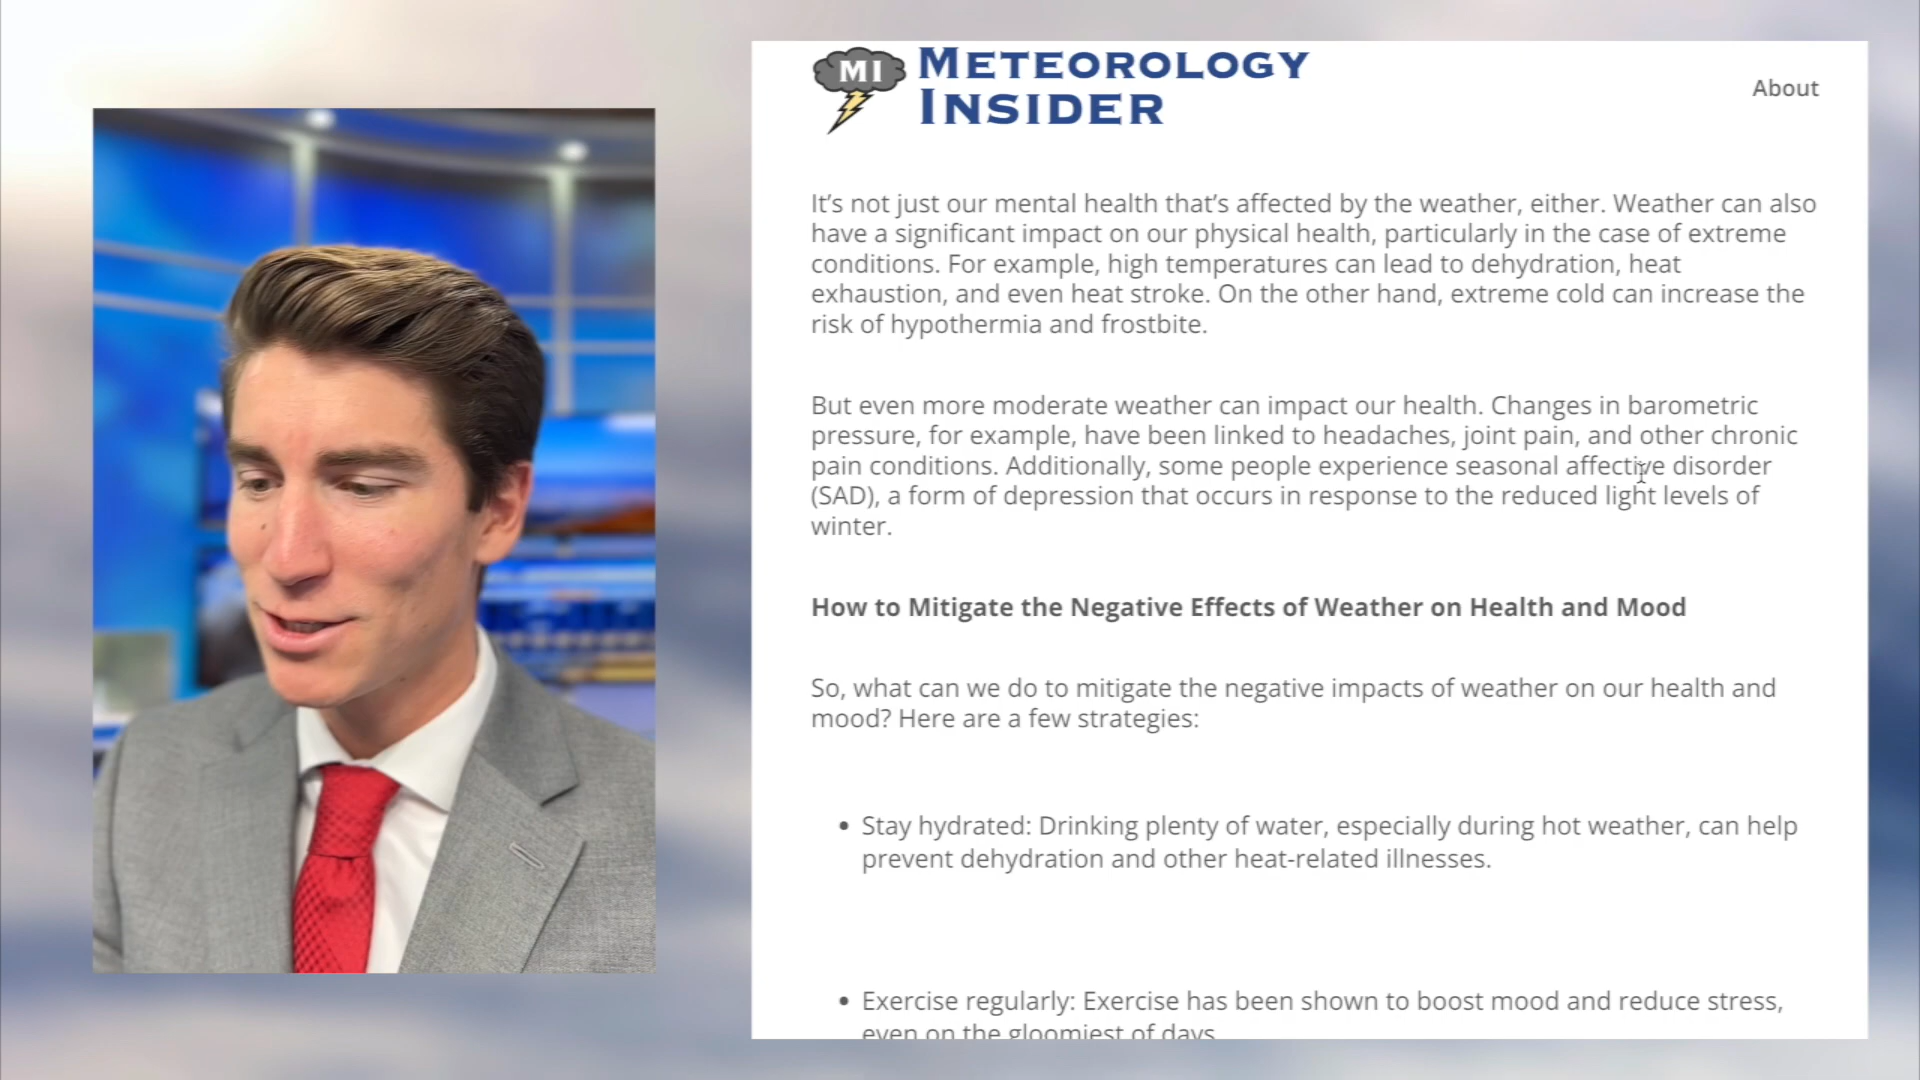 MI
METEOROLOGY
INSIDER
About
It’s not just our mental health that’s affected by the weather, either. Weather can also
have a significant impact on our physical health, particularly in the case of extreme
conditions. For example, high temperatures can lead to dehydration, heat
exhaustion, and even heat stroke. On the other hand, extreme cold can increase the
risk of hypothermia and frostbite.
But even more moderate weather can impact our health. Changes in barometric
pressure, for example, have been linked to headaches, joint pain, and other chronic
pain conditions. Additionally, some people experience seasonal affective disorder
(SAD), a form of depression that occurs in response to the reduced light levels of
winter.
How to Mitigate the Negative Effects of Weather on Health and Mood
So, what can we do to mitigate the negative impacts of weather on our health and
mood? Here are a few strategies:
• Stay hydrated: Drinking plenty of water, especially during hot weather, can help
prevent dehydration and other heat-related illnesses.
• Exercise regularly: Exercise has been shown to boost mood and reduce stress,
even on the gloomiest of days